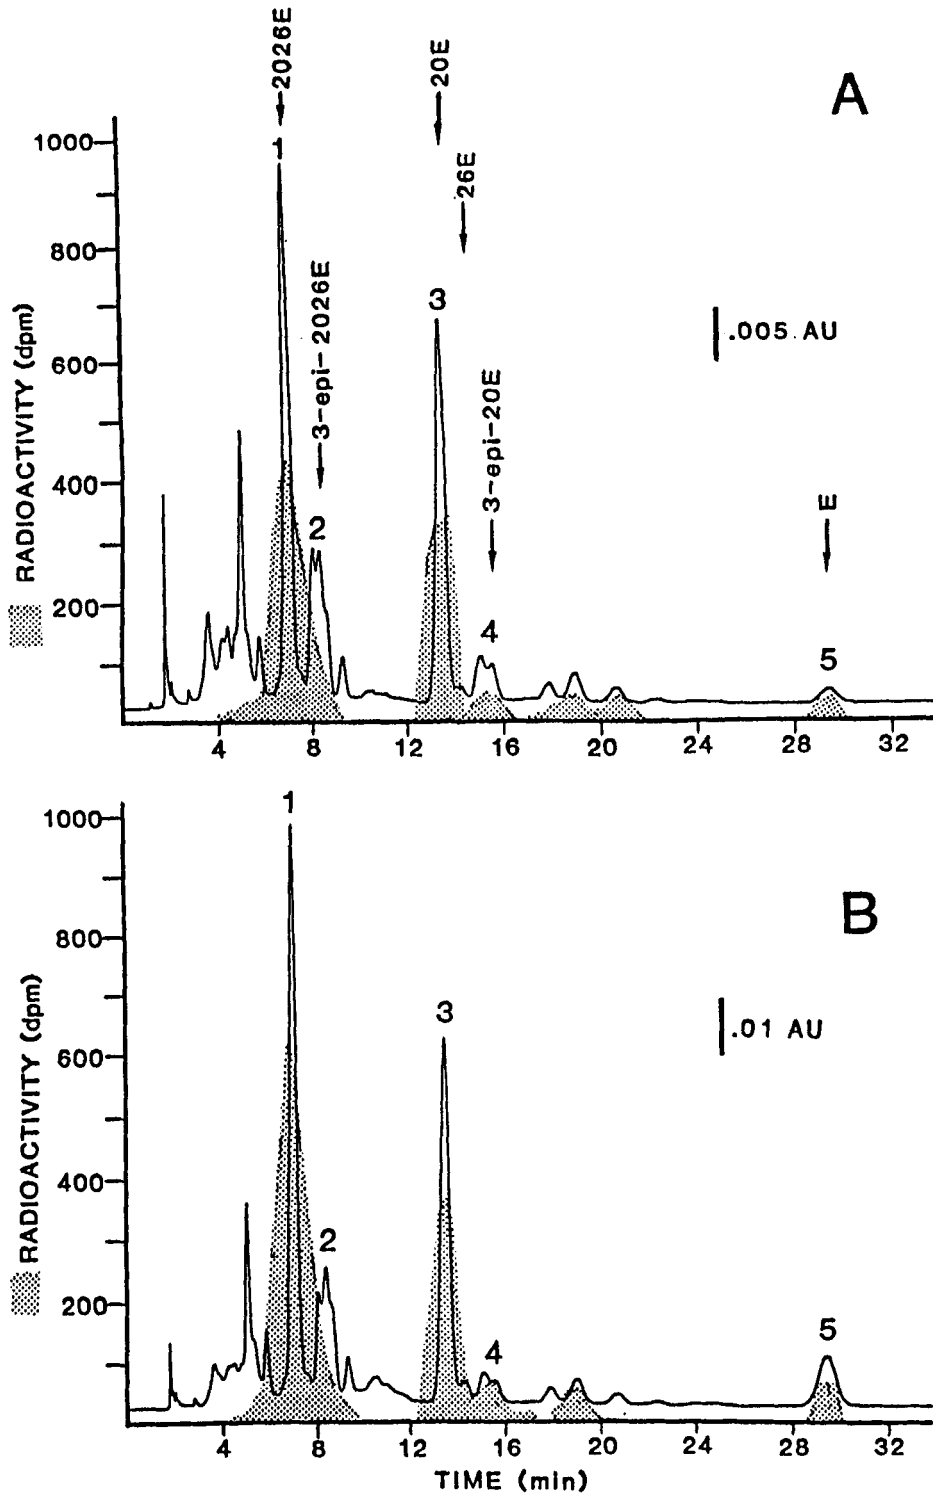 2026E
20E
A
1
1000
26E
800
3-epi-2026E
3
.005 AU
RADIOACTIVITY (dpm)
600
3-epi-20E
400
E
2
200
4
5
4 8 12 16 20 24 28 32
1
1000
B
800
3
.01 AU
RADIOACTIVITY (dpm)
600
400
2
200
4
5
4 8 12 16 20 24 28 32
TIME (min)